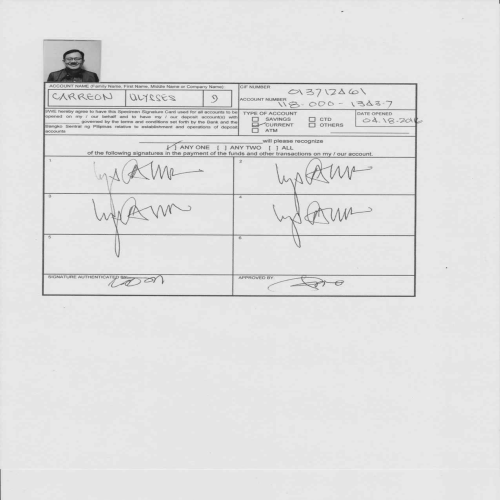 ACCOUNT NAME (Family Name, First Name, Middle Name or Company Name):
CARREON ULYSSES 9
CIF NUMBER 013712461
ACCOUNT NUMBER 118-000-1343-7
I/We hereby agree to have this Specimen Signature Card used for all accounts to be
opened on my / our behalf and to have my / our deposit account(s) with
governed by the terms and conditions set forth by the Bank and the
Bangko Sentral ng Pilipinas relative to establishment and operations of deposit
accounts
TYPE OF ACCOUNT
SAVINGS CTD
CURRENT OTHERS
ATM
DATE OPENED
04.18.2016
will please recognize
[/] ANY ONE [ ] ANY TWO [ ] ALL
of the following signatures in the payment of the funds and other transactions on my / our account.
1 2
3 4
5 6
SIGNATURE AUTHENTICATED BY:
APPROVED BY: